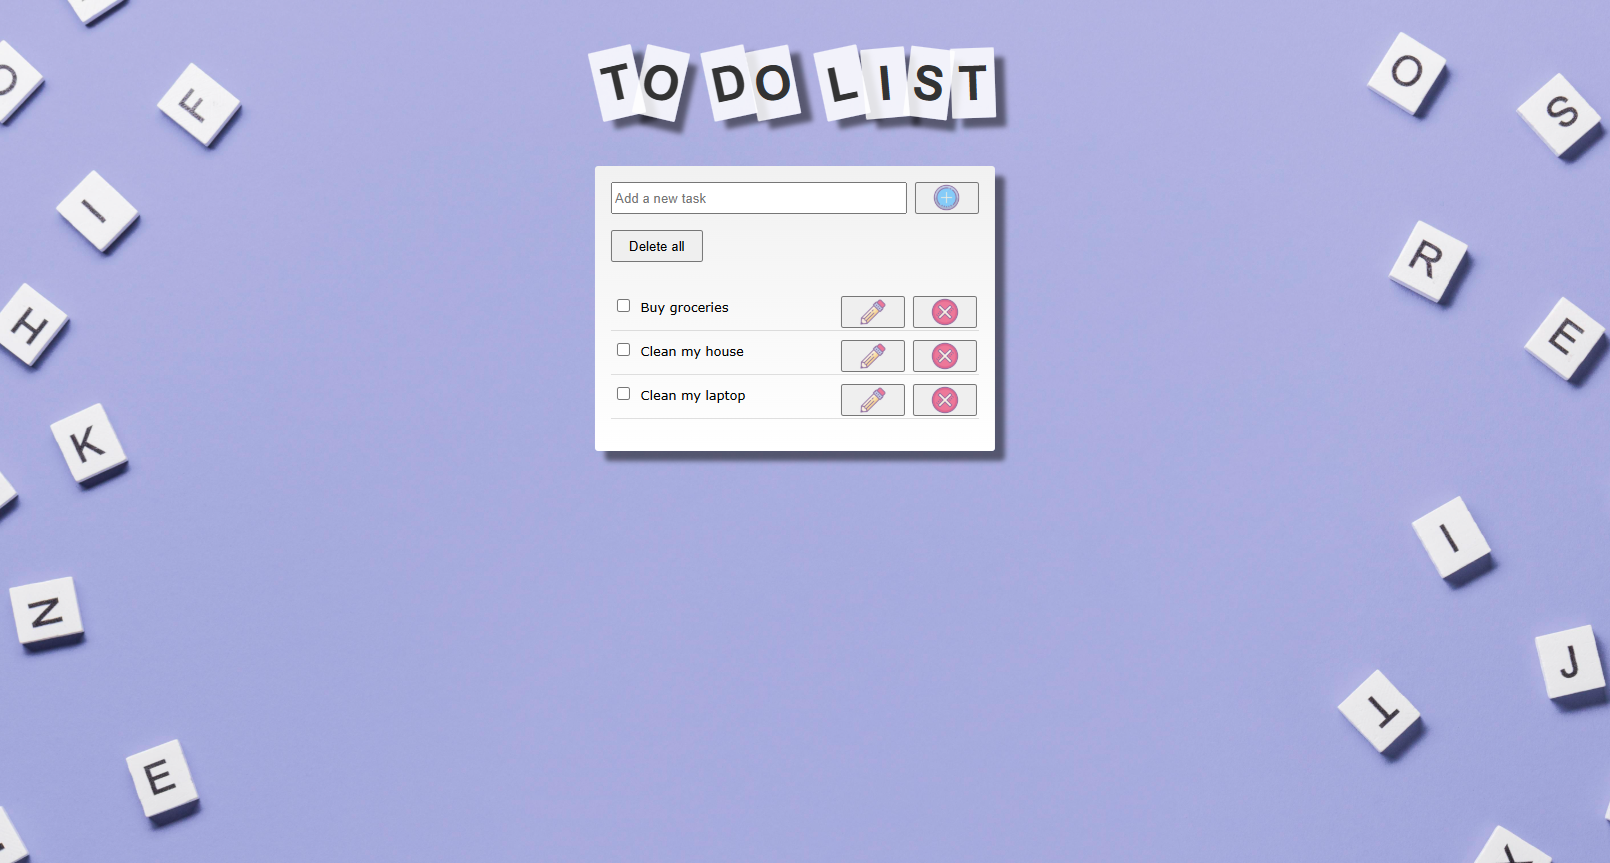 TO DO LIST
Add a new task
Delete all
Buy groceries
Clean my house
Clean my laptop
O
F
I
H
K
N
E
O
S
R
E
I
J
T